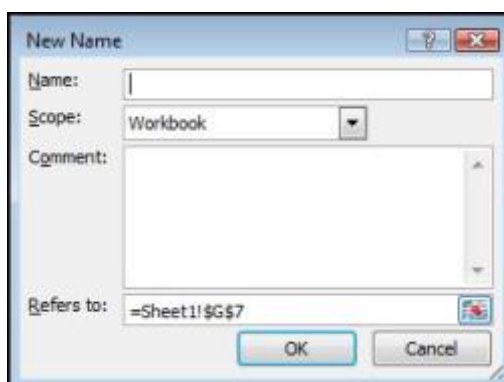 New Name
Name:
Scope: Workbook
Comment:
Refers to: =Sheet1!$G$7
OK Cancel